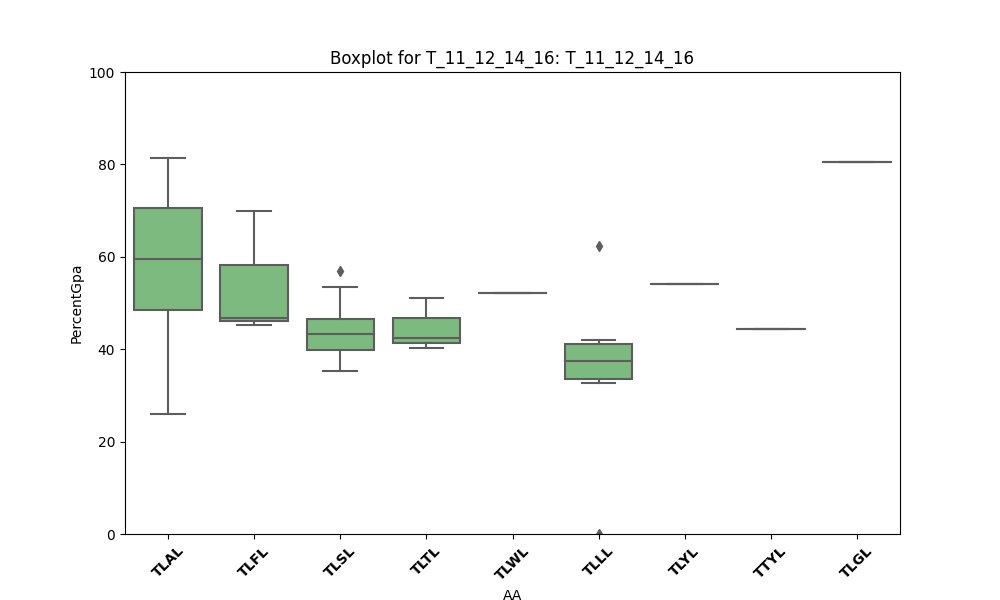 Boxplot for T_11_12_14_16: T_11_12_14_16
100
80
60
40
20
0
PercentGpa
TLAL
TLFL
TLSL
TLTL
TLWL
TLLL
TLYL
TTYL
TLGL
AA